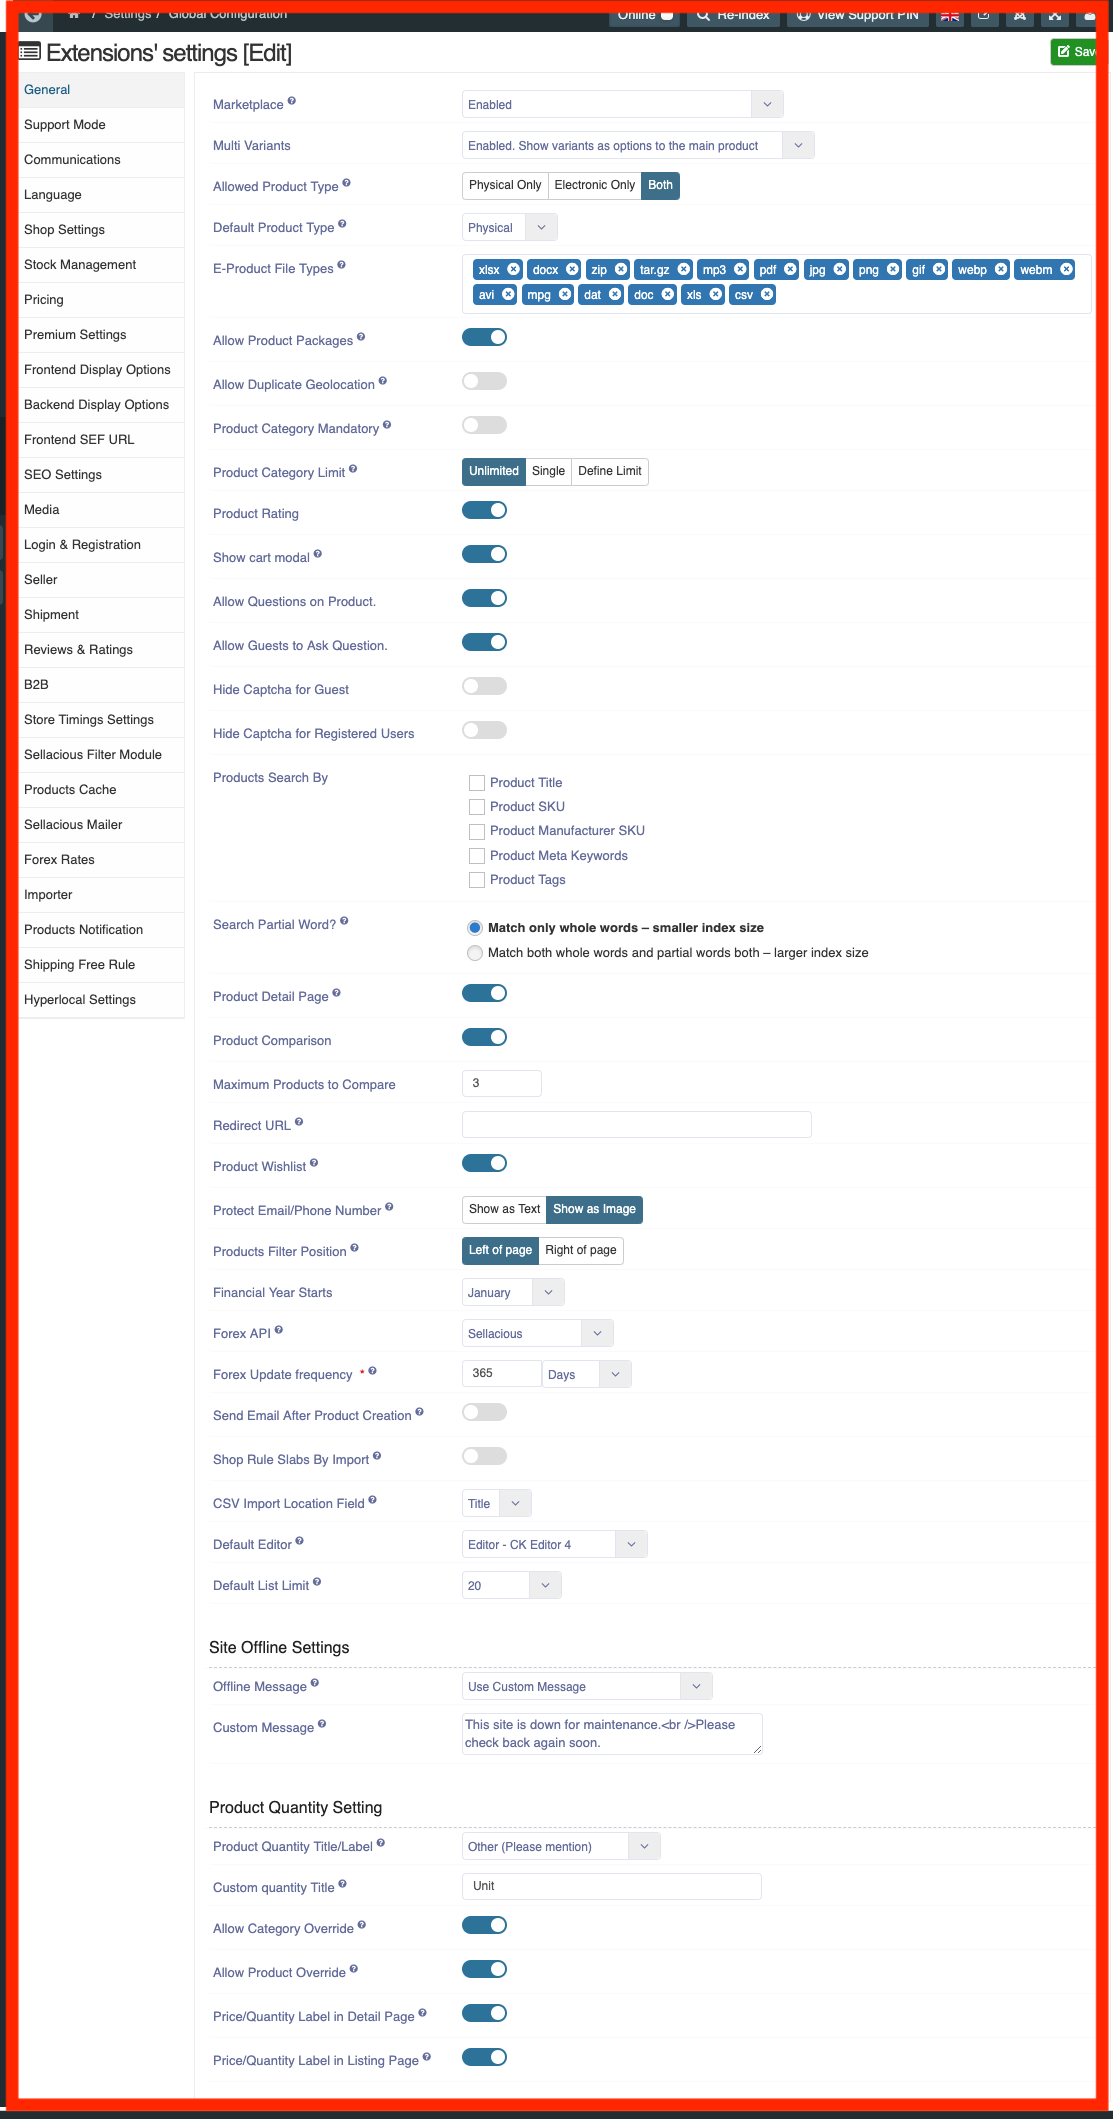 / Settings / Global Configuration
Online
Re-Index
View Support PIN
Extensions' settings [Edit]
Save
General
Support Mode
Communications
Language
Shop Settings
Stock Management
Pricing
Premium Settings
Frontend Display Options
Backend Display Options
Frontend SEF URL
SEO Settings
Media
Login & Registration
Seller
Shipment
Reviews & Ratings
B2B
Store Timings Settings
Sellacious Filter Module
Products Cache
Sellacious Mailer
Forex Rates
Importer
Products Notification
Shipping Free Rule
Hyperlocal Settings
Marketplace
Enabled
Multi Variants
Enabled. Show variants as options to the main product
Allowed Product Type
Physical Only Electronic Only Both
Default Product Type
Physical
E-Product File Types
xlsx docx zip tar.gz mp3 pdf jpg png gif webp webm
avi mpg dat doc xls csv
Allow Product Packages
Allow Duplicate Geolocation
Product Category Mandatory
Product Category Limit
Unlimited Single Define Limit
Product Rating
Show cart modal
Allow Questions on Product.
Allow Guests to Ask Question.
Hide Captcha for Guest
Hide Captcha for Registered Users
Products Search By
Product Title
Product SKU
Product Manufacturer SKU
Product Meta Keywords
Product Tags
Search Partial Word?
Match only whole words – smaller index size
Match both whole words and partial words both – larger index size
Product Detail Page
Product Comparison
Maximum Products to Compare
3
Redirect URL
Product Wishlist
Protect Email/Phone Number
Show as Text Show as Image
Products Filter Position
Left of page Right of page
Financial Year Starts
January
Forex API
Sellacious
Forex Update frequency *
365 Days
Send Email After Product Creation
Shop Rule Slabs By Import
CSV Import Location Field
Title
Default Editor
Editor - CK Editor 4
Default List Limit
20
Site Offline Settings
Offline Message
Use Custom Message
Custom Message
This site is down for maintenance.<br />Please
check back again soon.
Product Quantity Setting
Product Quantity Title/Label
Other (Please mention)
Custom quantity Title
Unit
Allow Category Override
Allow Product Override
Price/Quantity Label in Detail Page
Price/Quantity Label in Listing Page